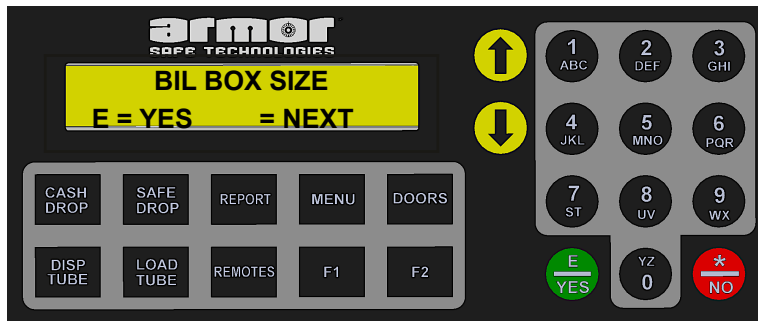 armor
SAFE TECHNOLOGIES
BIL BOX SIZE
E = YES = NEXT
CASH DROP
SAFE DROP
REPORT
MENU
DOORS
DISP TUBE
LOAD TUBE
REMOTES
F1
F2
1
ABC
2
DEF
3
GHI
4
JKL
5
MNO
6
PQR
7
ST
8
UV
9
WX
E
YES
YZ
0
*
NO